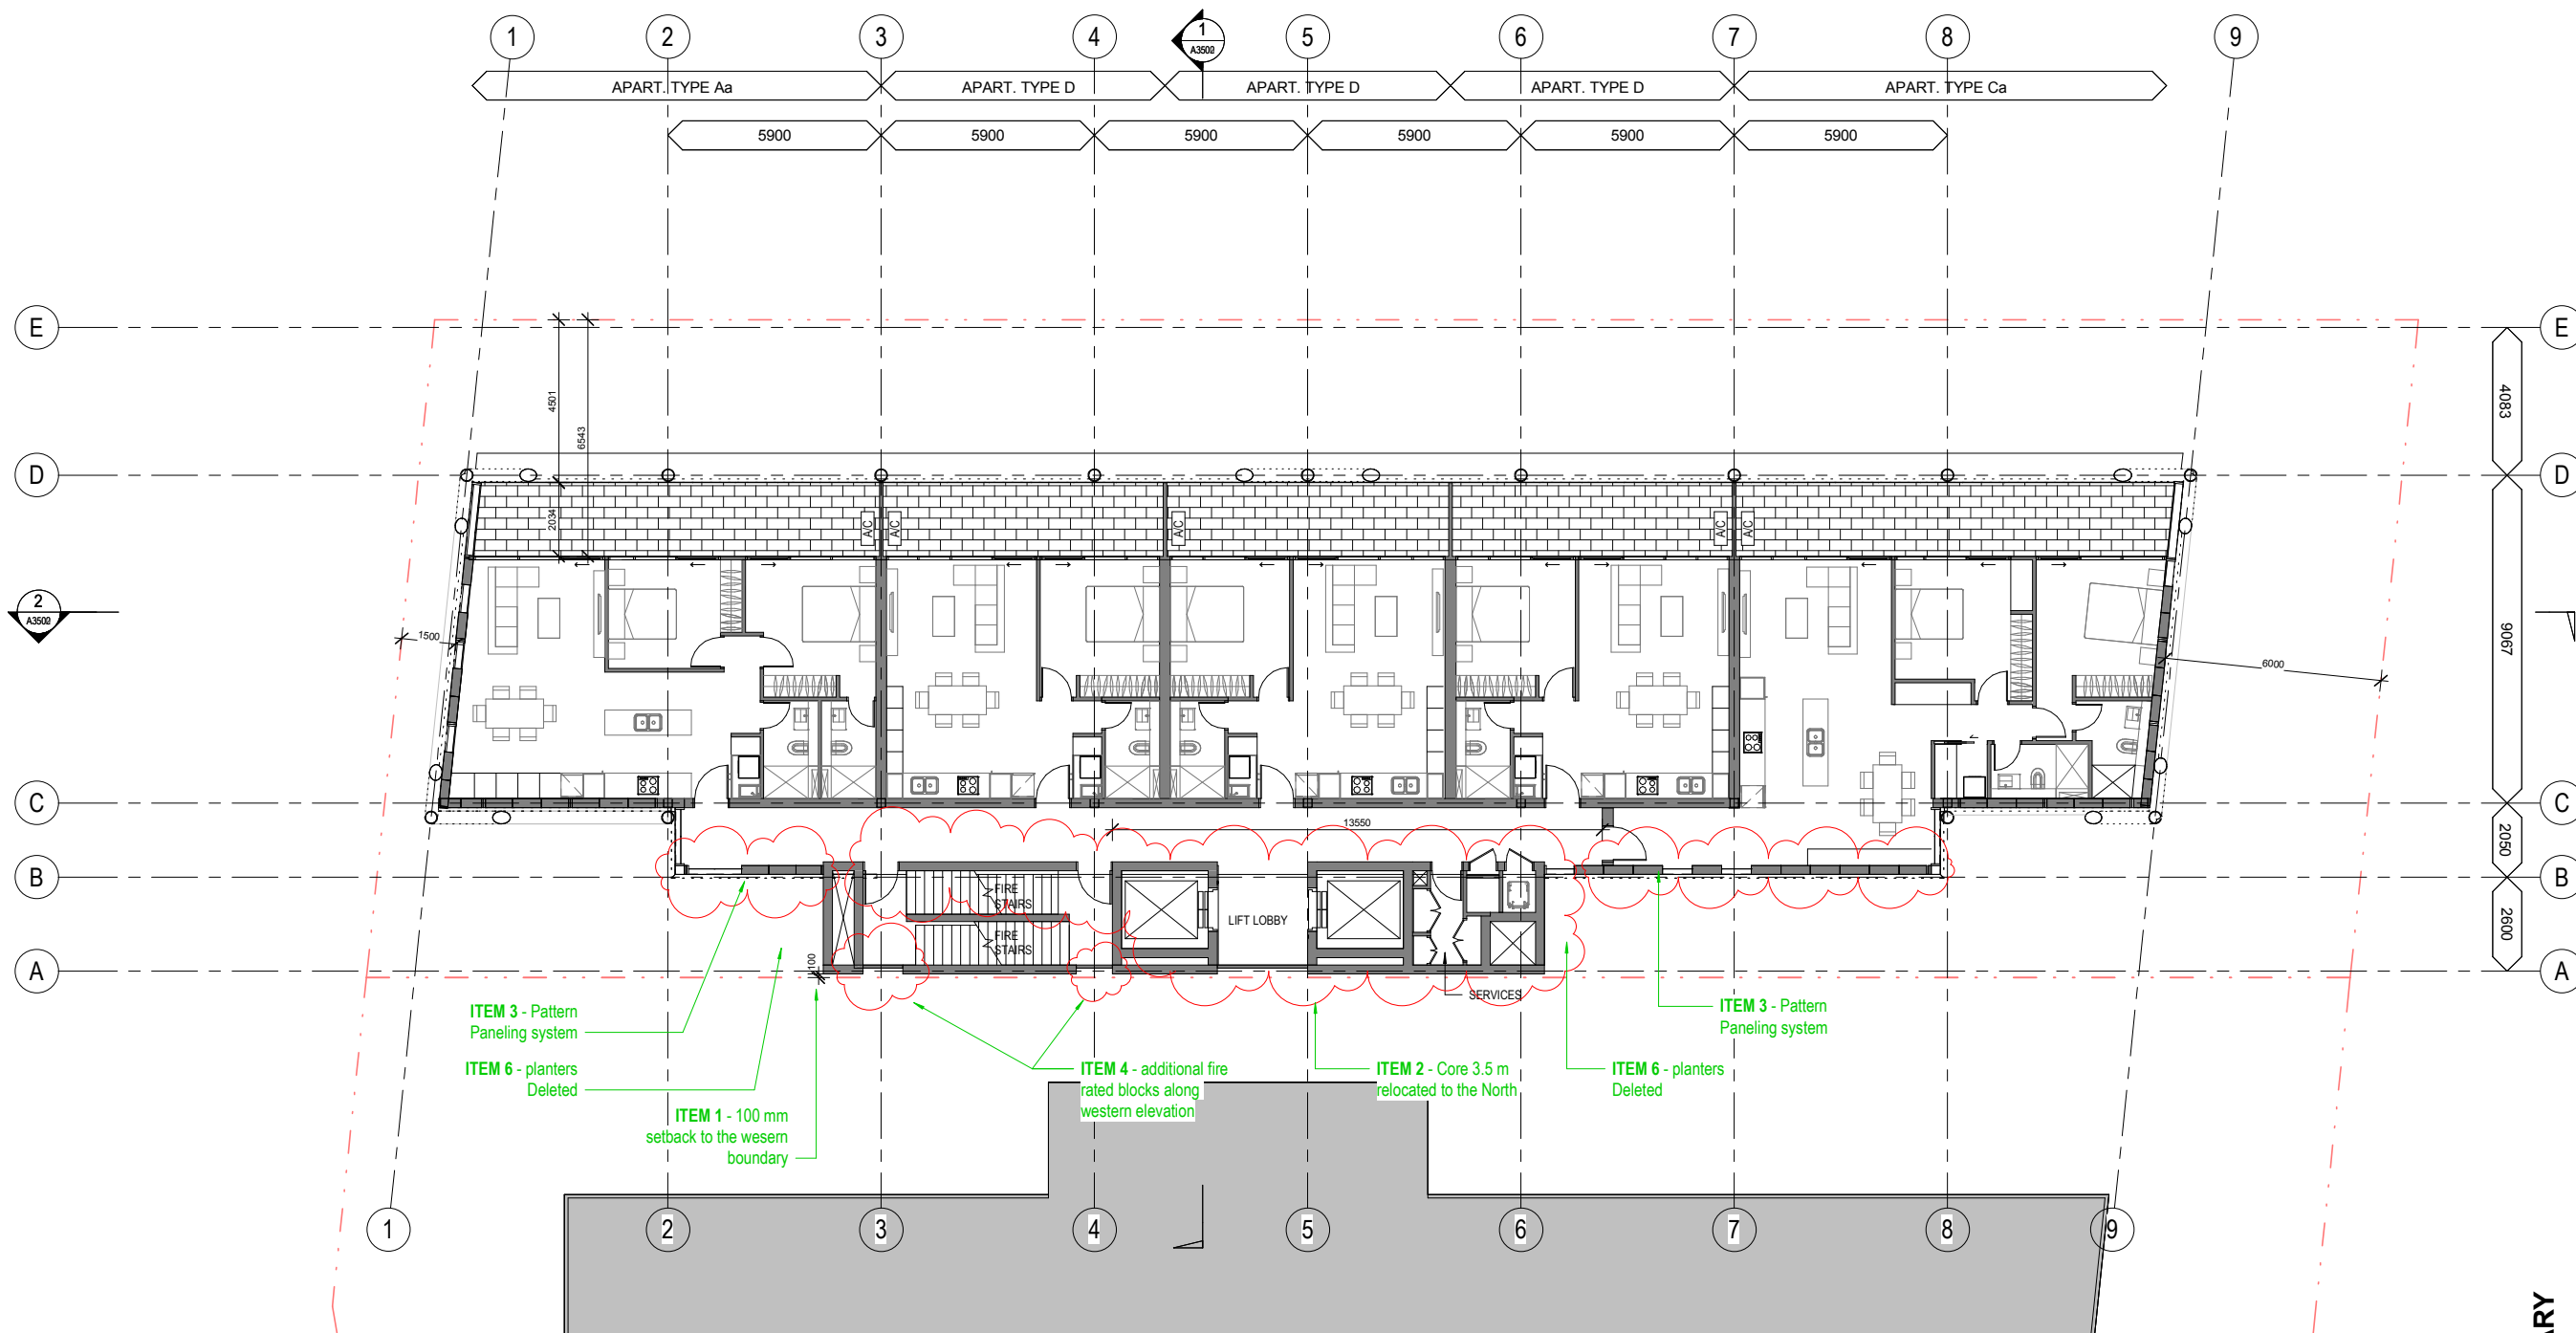 1 2 3 4 5 6 7 8 9
1
A3502
APART. TYPE Aa APART. TYPE D APART. TYPE D APART. TYPE D APART. TYPE Ca
5900 5900 5900 5900 5900 5900
E E
4501
6543
4083
D D
2034
A/C A/C A/C A/C A/C
2
A3502
1500
9067
6000
C C
13550
2050
B B
FIRE
STAIRS
LIFT LOBBY
FIRE
STAIRS
2600
100
A A
SERVICES
ITEM 3 - Pattern
Paneling system
ITEM 3 - Pattern
Paneling system
ITEM 6 - planters
Deleted
ITEM 4 - additional fire
rated blocks along
western elevation
ITEM 2 - Core 3.5 m
relocated to the North
ITEM 6 - planters
Deleted
ITEM 1 - 100 mm
setback to the wesern
boundary
1 2 3 4 5 6 7 8 9